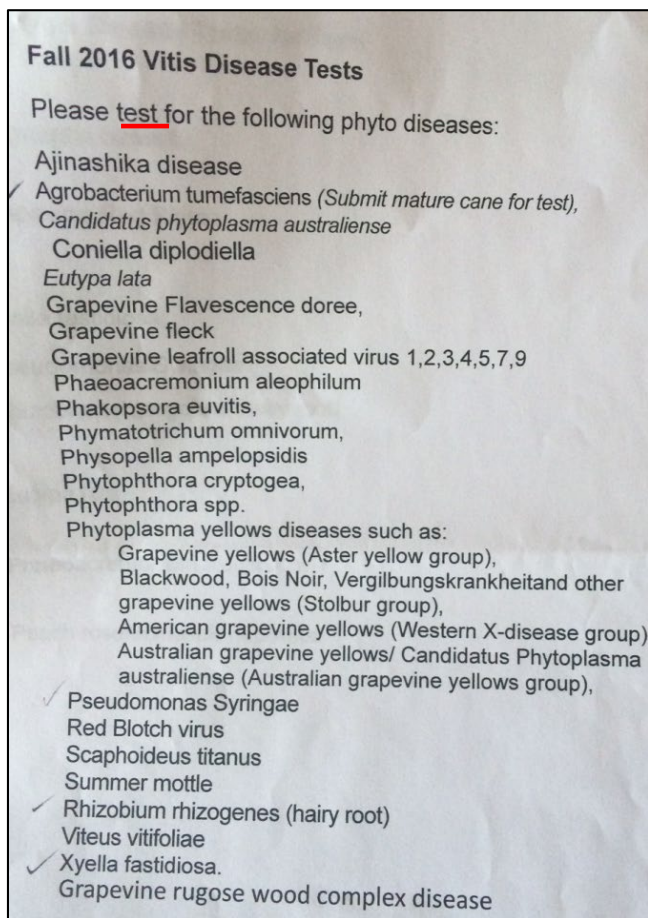 Fall 2016 Vitis Disease Tests
Please test for the following phyto diseases:
Ajinashika disease
✓ Agrobacterium tumefasciens (Submit mature cane for test),
Candidatus phytoplasma australiense
Coniella diplodiella
Eutypa lata
Grapevine Flavescence doree,
Grapevine fleck
Grapevine leafroll associated virus 1,2,3,4,5,7,9
Phaeoacremonium aleophilum
Phakopsora euvitis,
Phymatotrichum omnivorum,
Physopella ampelopsidis
Phytophthora cryptogea,
Phytophthora spp.
Phytoplasma yellows diseases such as:
Grapevine yellows (Aster yellow group),
Blackwood, Bois Noir, Vergilbungskrankheitand other
grapevine yellows (Stolbur group),
American grapevine yellows (Western X-disease group)
Australian grapevine yellows/ Candidatus Phytoplasma
australiense (Australian grapevine yellows group),
✓ Pseudomonas Syringae
Red Blotch virus
Scaphoideus titanus
Summer mottle
✓ Rhizobium rhizogenes (hairy root)
Viteus vitifoliae
✓ Xyella fastidiosa.
Grapevine rugose wood complex disease